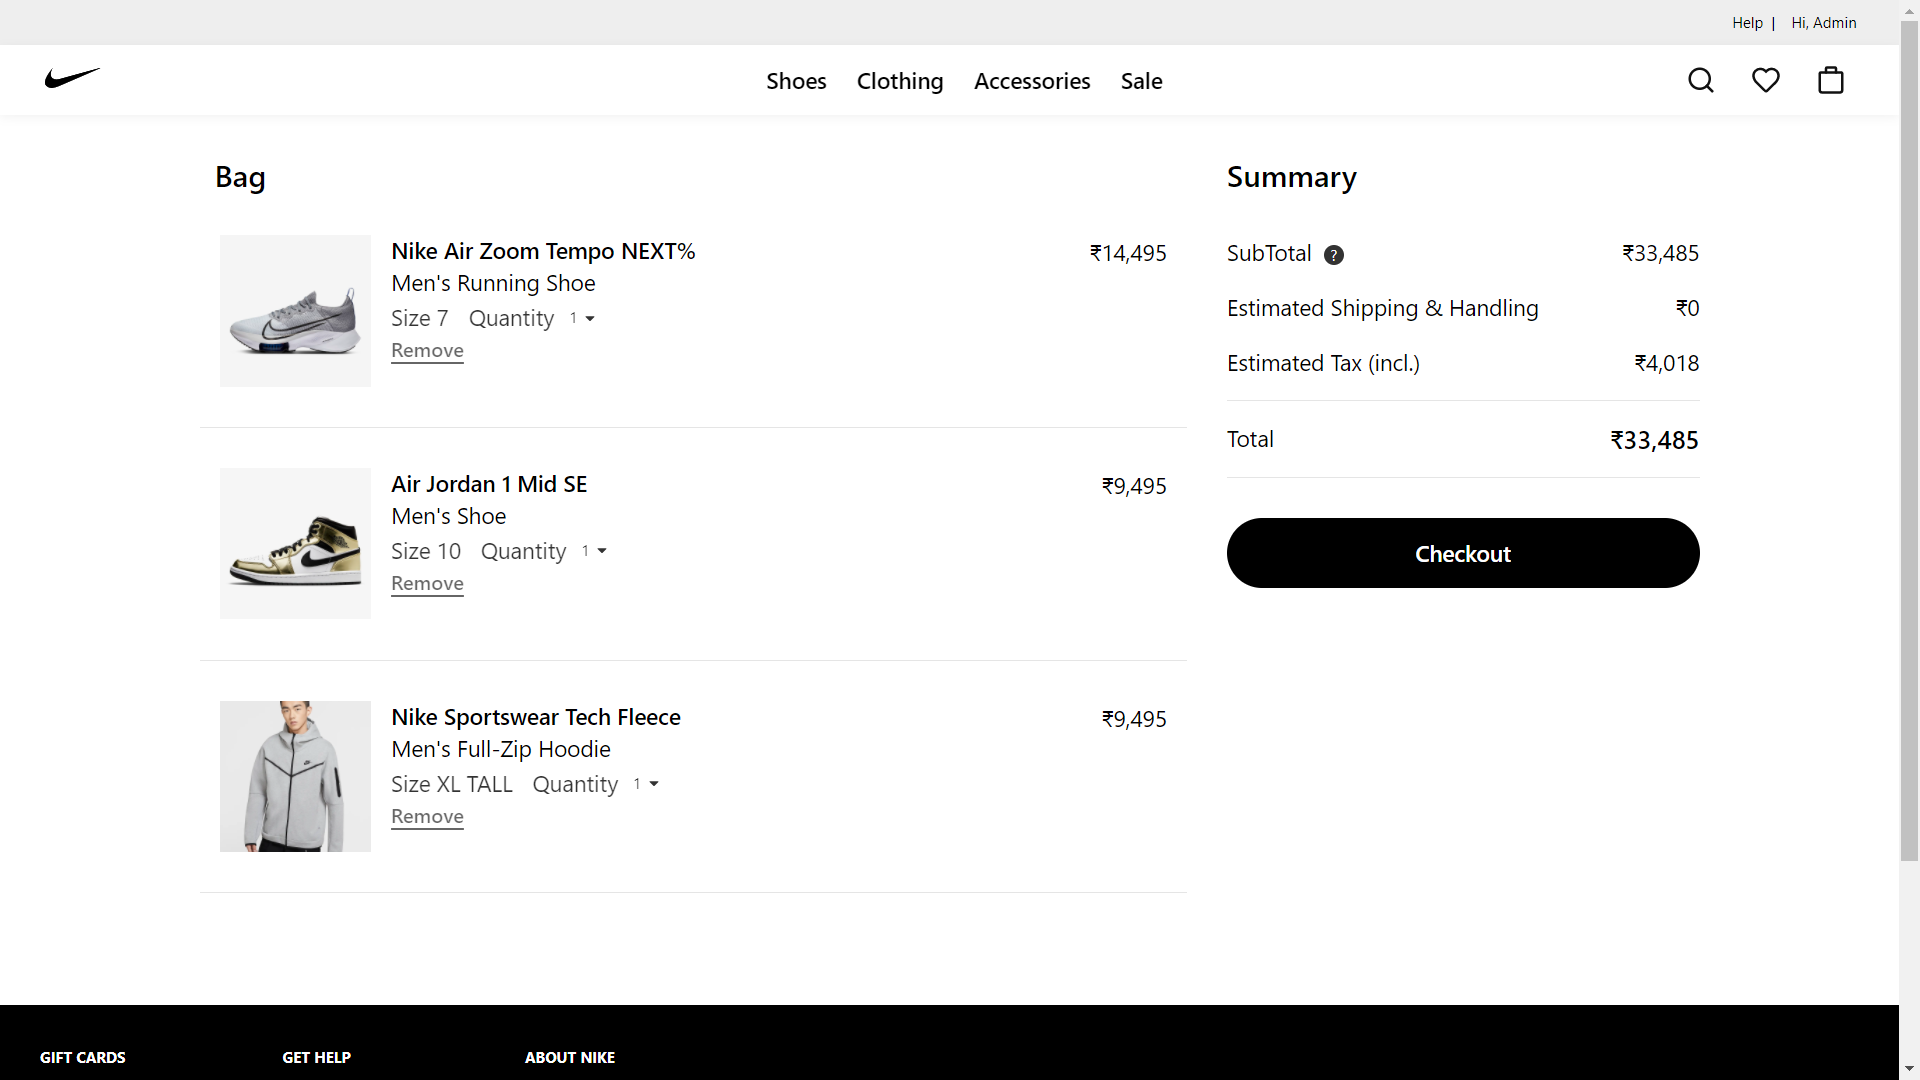 Help | Hi, Admin
Shoes Clothing Accessories Sale
Bag
Nike Air Zoom Tempo NEXT% ₹14,495
Men's Running Shoe
Size 7 Quantity 1
Remove
Air Jordan 1 Mid SE ₹9,495
Men's Shoe
Size 10 Quantity 1
Remove
Nike Sportswear Tech Fleece ₹9,495
Men's Full-Zip Hoodie
Size XL TALL Quantity 1
Remove
Summary
SubTotal ? ₹33,485
Estimated Shipping & Handling ₹0
Estimated Tax (incl.) ₹4,018
Total ₹33,485
Checkout
GIFT CARDS GET HELP ABOUT NIKE